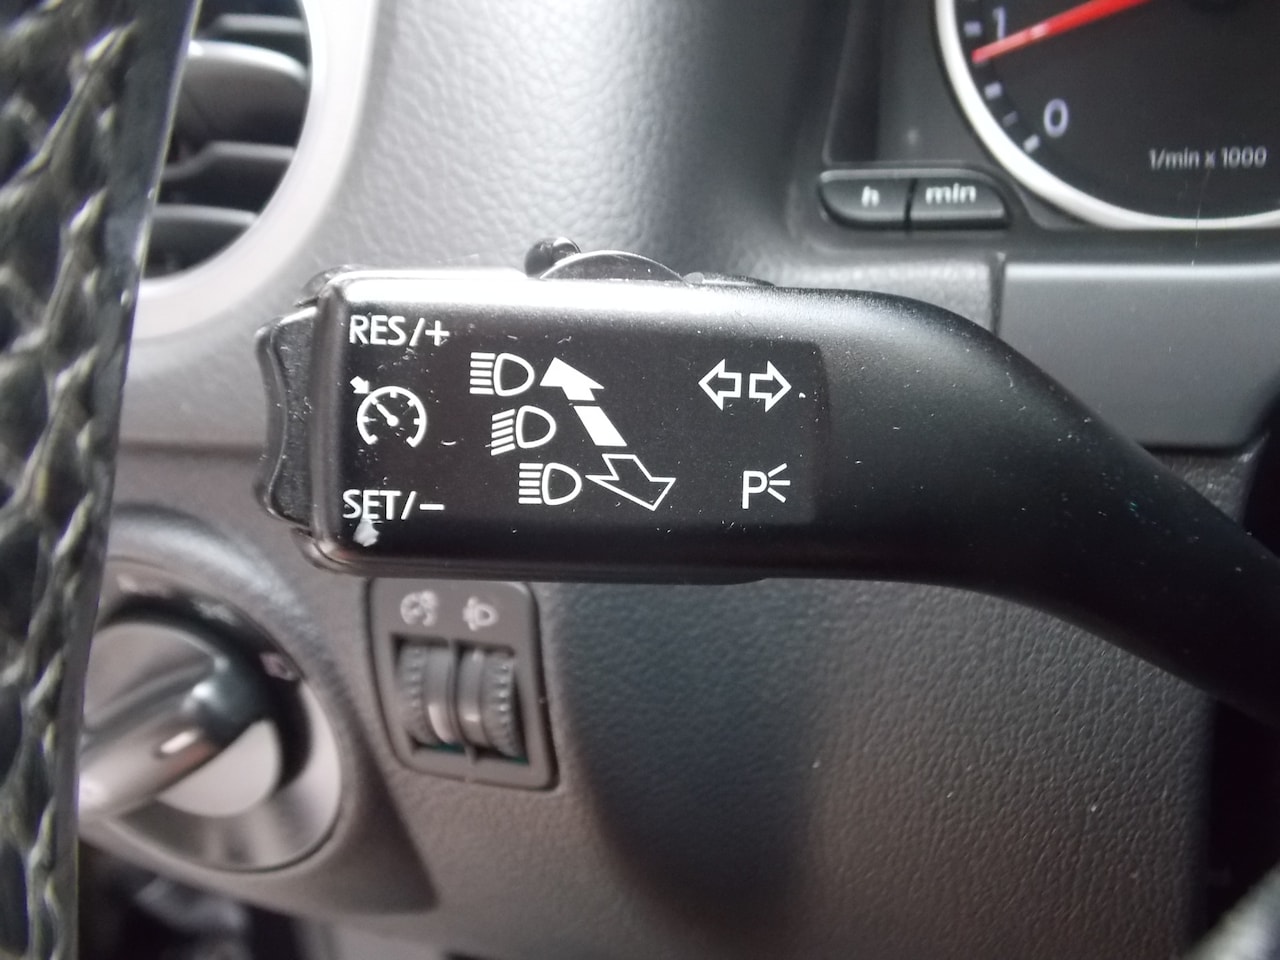 1
0
1/min x 1000
h min
RES/+
SET/−
P